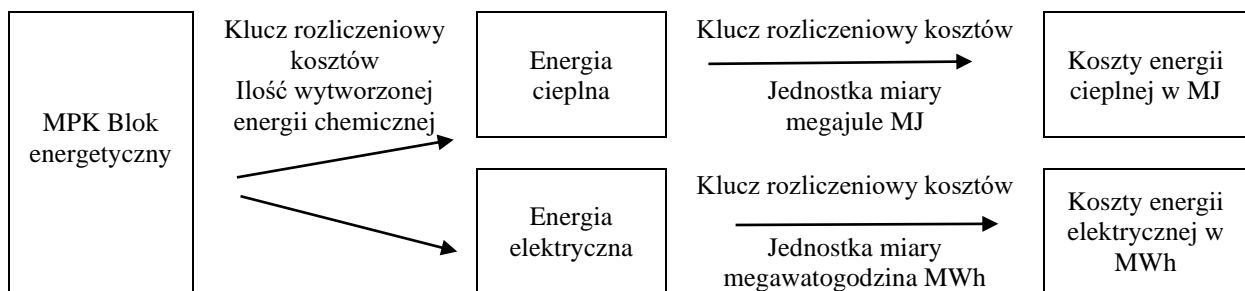 MPK Blok
energetyczny
Klucz rozliczeniowy
kosztów
Ilość wytworzonej
energii chemicznej
Energia
cieplna
Klucz rozliczeniowy kosztów
Jednostka miary
megajule MJ
Koszty energii
cieplnej w MJ
Energia
elektryczna
Klucz rozliczeniowy kosztów
Jednostka miary
megawatogodzina MWh
Koszty energii
elektrycznej w
MWh